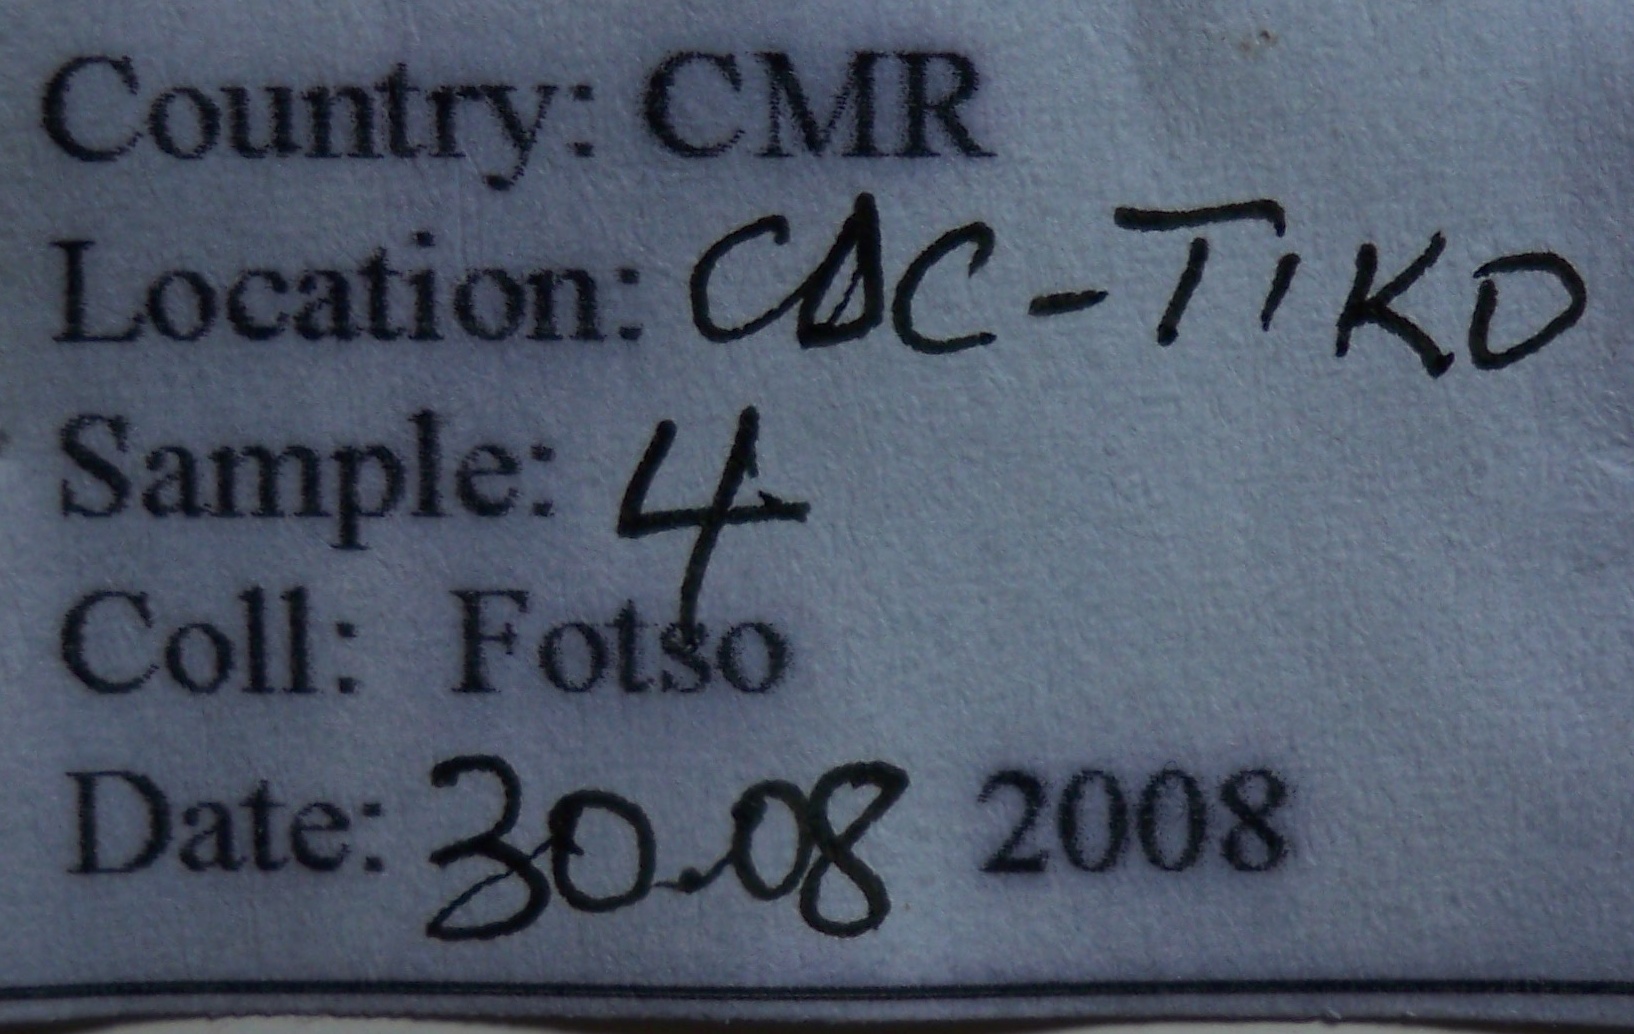 Country: CMR
Location: CDC-TIKO
Sample: 4
Coll: Fotso
Date: 30.08 2008